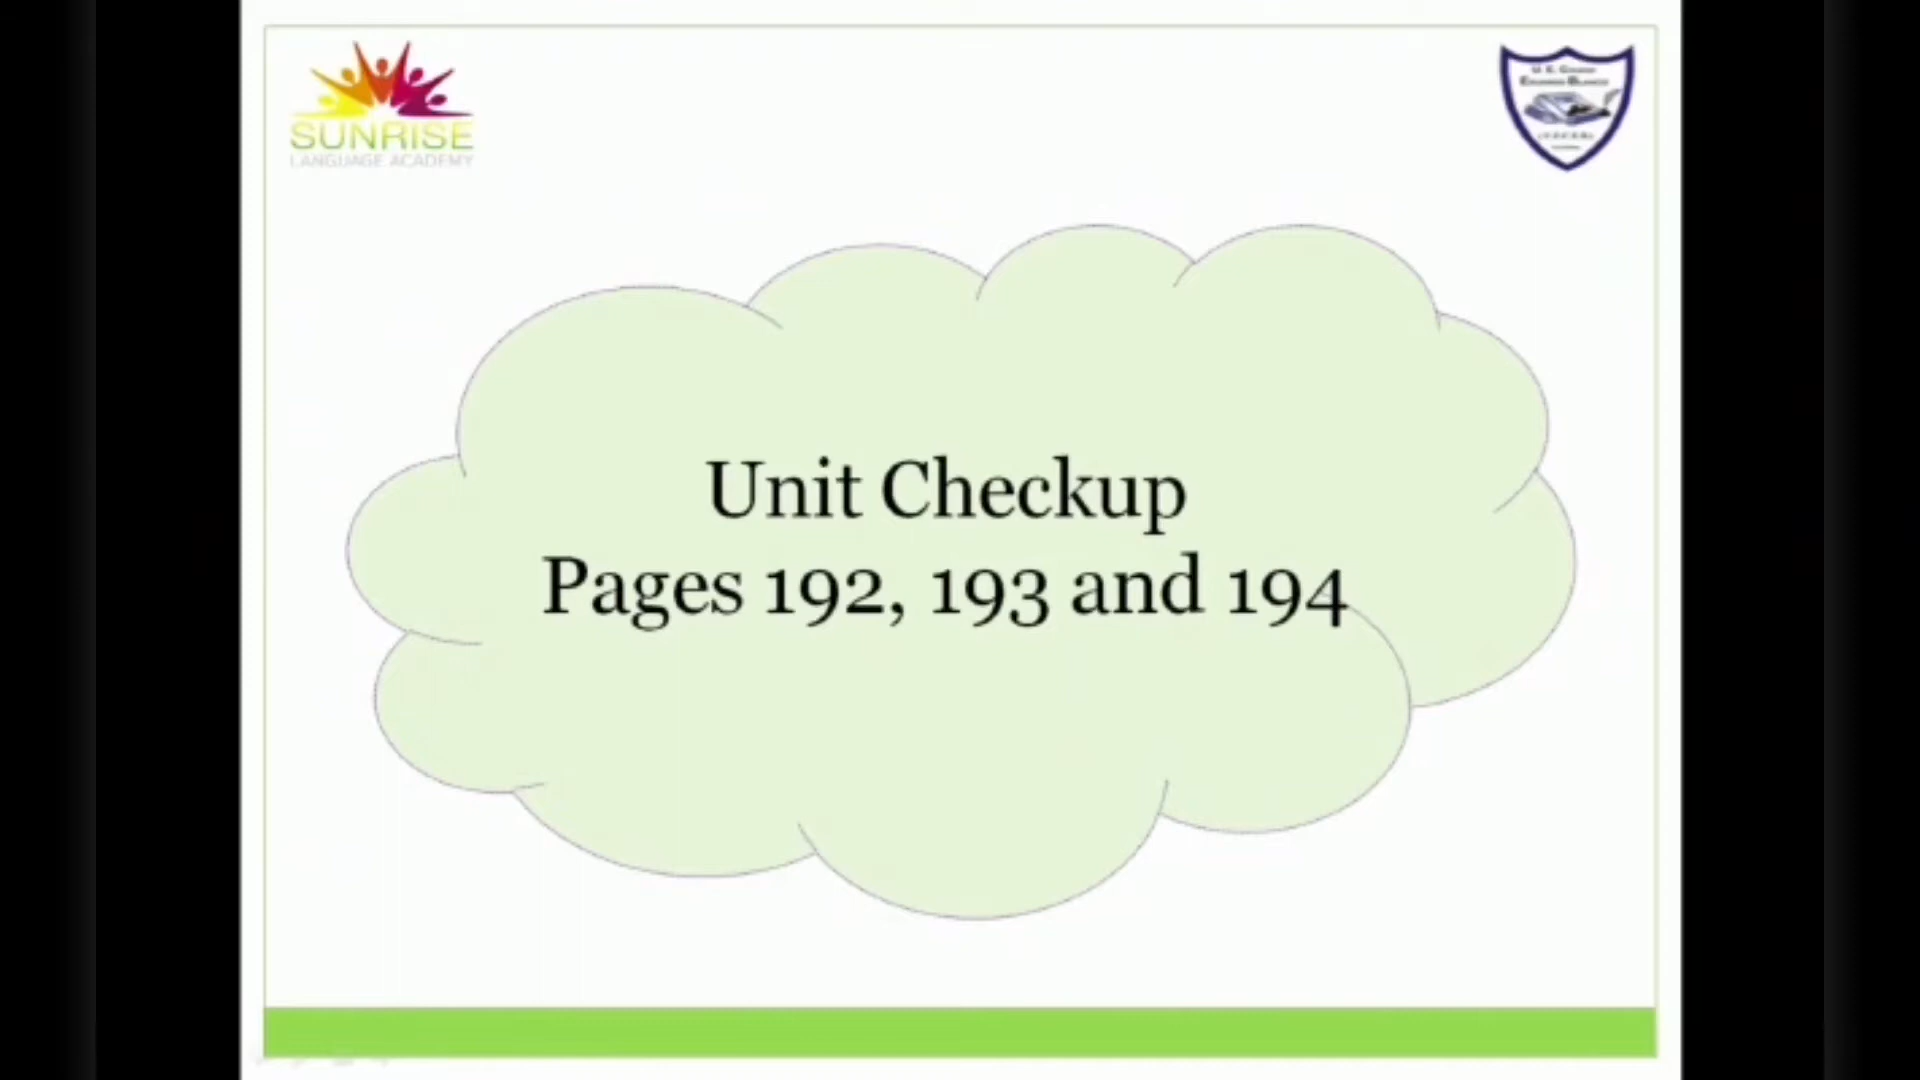 SUNRISE
LANGUAGE ACADEMY
Unit Checkup
Pages 192, 193 and 194